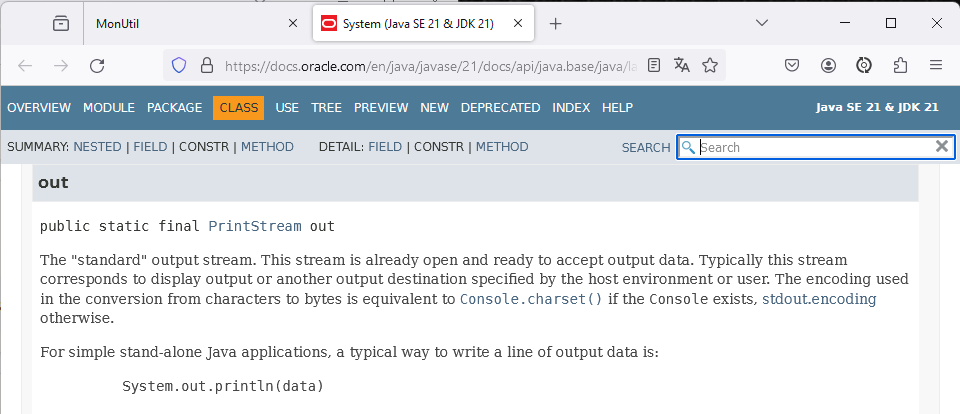 MonUtil
System (Java SE 21 & JDK 21)
https://docs.oracle.com/en/java/javase/21/docs/api/java.base/java/la
OVERVIEW MODULE PACKAGE CLASS USE TREE PREVIEW NEW DEPRECATED INDEX HELP Java SE 21 & JDK 21
SUMMARY: NESTED | FIELD | CONSTR | METHOD DETAIL: FIELD | CONSTR | METHOD SEARCH Search
out
public static final PrintStream out
The "standard" output stream. This stream is already open and ready to accept output data. Typically this stream
corresponds to display output or another output destination specified by the host environment or user. The encoding used
in the conversion from characters to bytes is equivalent to Console.charset() if the Console exists, stdout.encoding
otherwise.
For simple stand-alone Java applications, a typical way to write a line of output data is:
System.out.println(data)